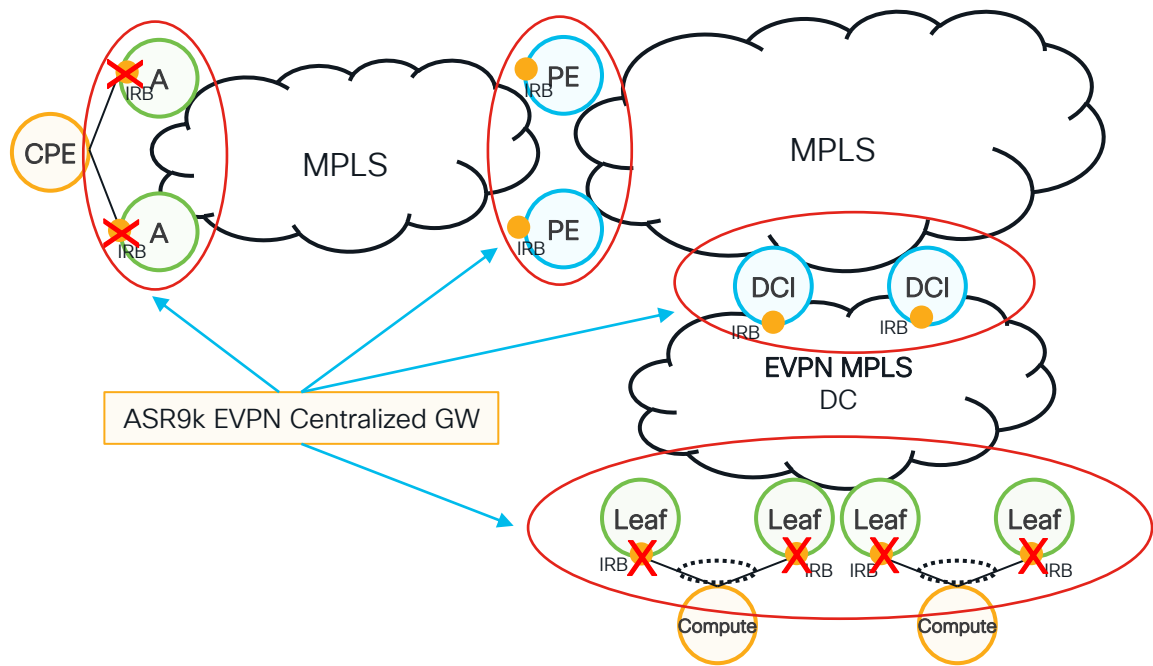 A
IRB
CPE
A
IRB
MPLS
PE
IRB
PE
IRB
MPLS
DCI
IRB
DCI
IRB
EVPN MPLS
DC
ASR9k EVPN Centralized GW
Leaf
IRB
Leaf
IRB
Leaf
IRB
Leaf
IRB
Compute
Compute